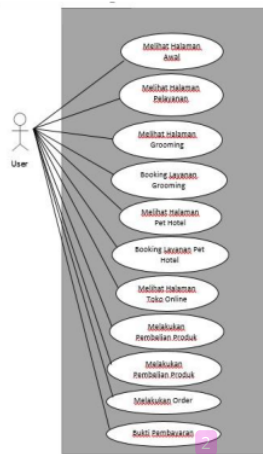 Melihat Halaman
Awal
Melihat Halaman
Pelayanan
Melihat Halaman
Grooming
User
Booking Layanan
Grooming
Melihat Halaman
Pet Hotel
Booking Layanan Pet
Hotel
Melihat Halaman
Toko Online
Melakukan
Pembelian Produk
Melakukan
Pembelian Produk
Melakukan Order
Bukti Pembayaran
2